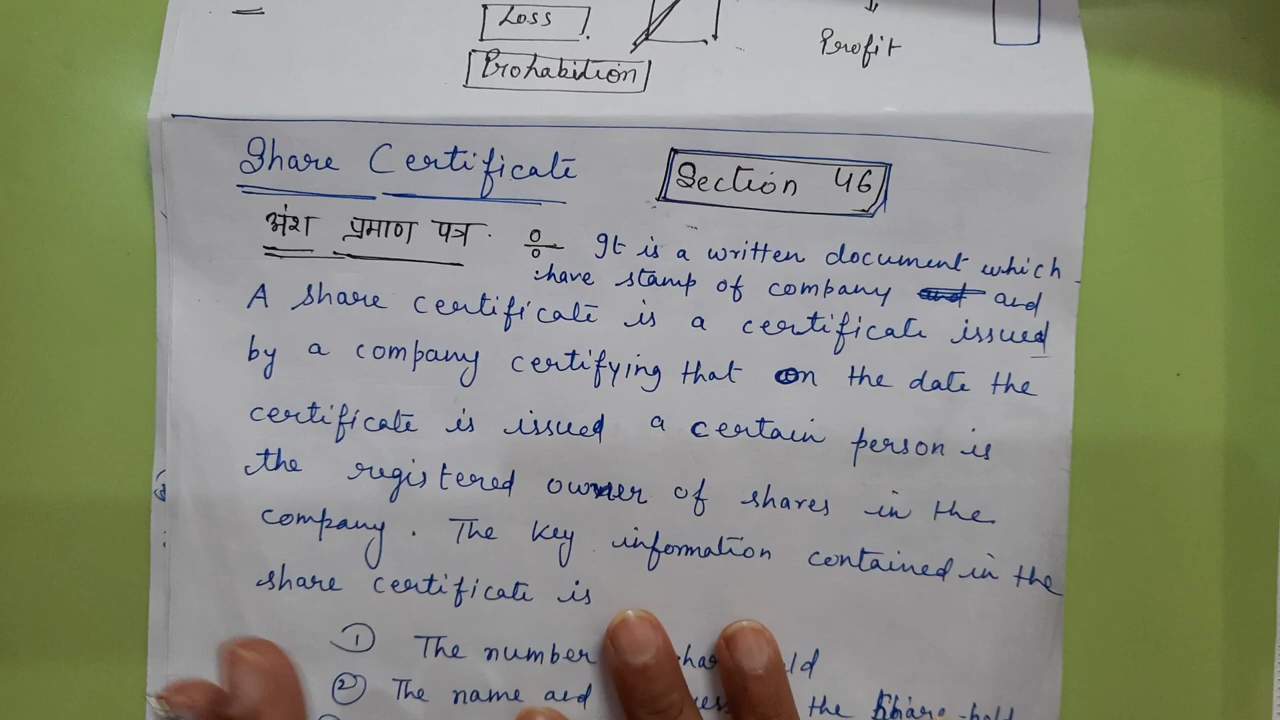 Loss
Profit
Prohabition
Share Certificate Section 46
अंश प्रमाण पत्र : It is a written document which
have stamp of company and and
A share certificate is a certificate issued
by a company certifying that on the date the
certificate is issued a certain person is
the registered owner of shares in the
company. The key information contained in the
share certificate is
① The number
② The name and the Share-